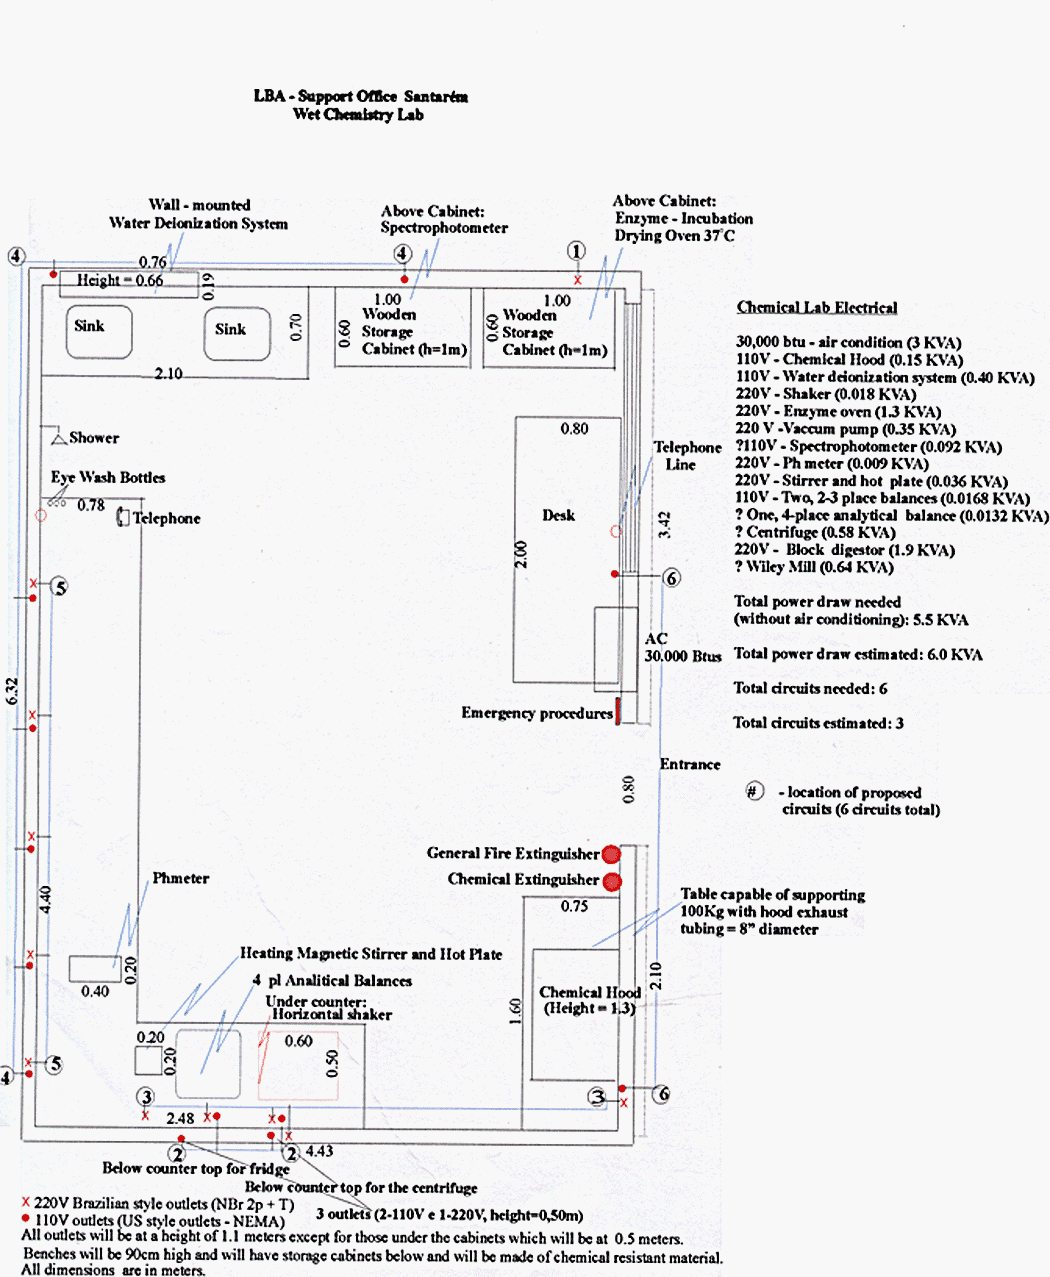 LBA - Support Office Santarém
Wet Chemistry Lab
Wall - mounted
Water Deionization System
Above Cabinet:
Spectrophotometer
Above Cabinet:
Enzyme - Incubation
Drying Oven 37°C
4
4
1
0.76
Height = 0.66
0.19
Sink
Sink
0.70
2.10
1.00
0.60
Wooden
Storage
Cabinet (h=1m)
1.00
0.60
Wooden
Storage
Cabinet (h=1m)
Chemical Lab Electrical
30,000 btu - air condition (3 KVA)
110V - Chemical Hood (0.15 KVA)
110V - Water deionization system (0.40 KVA)
220V - Shaker (0.018 KVA)
220V - Enzyme oven (1.3 KVA)
220 V -Vaccum pump (0.35 KVA)
?110V - Spectrophotometer (0.092 KVA)
220V - Ph meter (0.009 KVA)
220V - Stirrer and hot plate (0.036 KVA)
110V - Two, 2-3 place balances (0.0168 KVA)
? One, 4-place analytical balance (0.0132 KVA)
? Centrifuge (0.58 KVA)
220V - Block digestor (1.9 KVA)
? Wiley Mill (0.64 KVA)
Total power draw needed
(without air conditioning): 5.5 KVA
Total power draw estimated: 6.0 KVA
Total circuits needed: 6
Total circuits estimated: 3
# - location of proposed
circuits (6 circuits total)
Shower
Eye Wash Bottles
0.78
Telephone
0.80
Desk
2.00
Telephone
Line
3.42
5
6
AC
30.000 Btus
6.32
Emergency procedures
Entrance
0.80
General Fire Extinguisher
Chemical Extinguisher
Phmeter
4.40
0.75
Table capable of supporting
100Kg with hood exhaust
tubing = 8" diameter
0.20
0.40
Heating Magnetic Stirrer and Hot Plate
4 pl Analitical Balances
Under counter:
Horizontal shaker
Chemical Hood
(Height = 1.3)
1.60
2.10
0.20
0.20
0.60
0.50
5
4
3
3
6
2.48
2
2
4.43
Below counter top for fridge
Below counter top for the centrifuge
X 220V Brazilian style outlets (NBr 2p + T)
3 outlets (2-110V e 1-220V, height=0,50m)
110V outlets (US style outlets - NEMA)
All outlets will be at a height of 1.1 meters except for those under the cabinets which will be at 0.5 meters.
Benches will be 90cm high and will have storage cabinets below and will be made of chemical resistant material.
All dimensions are in meters.